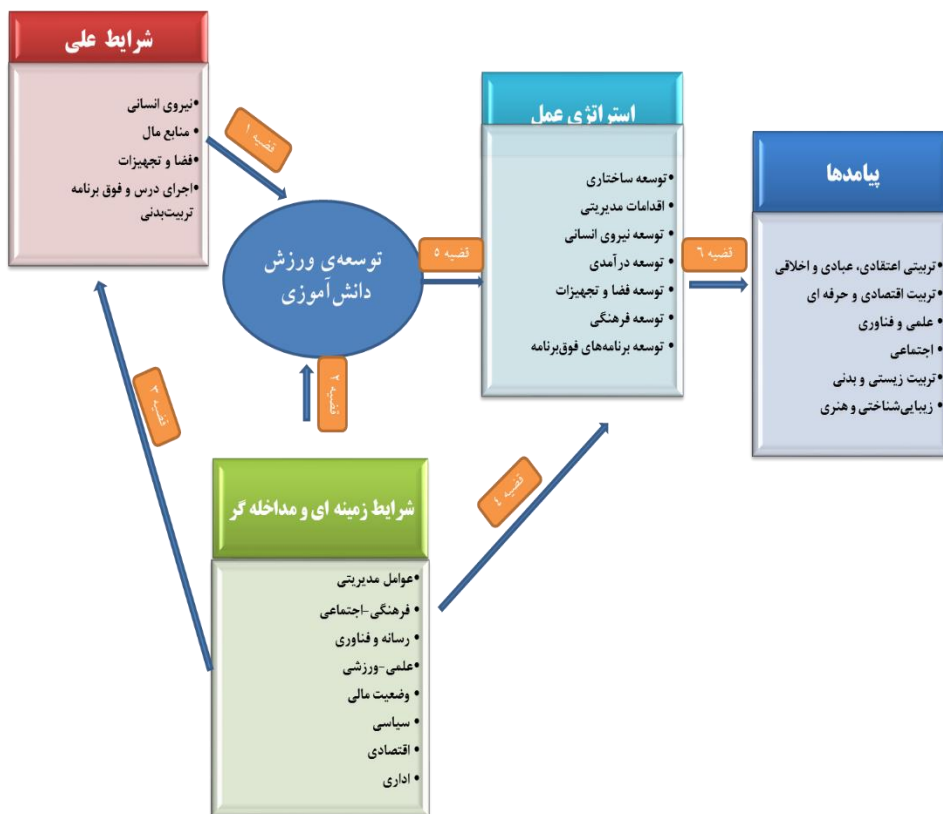 شرایط علی
•نیروی انسانی
•منابع مال
•فضا و تجهیزات
•اجرای درس و فوق برنامه
تربیت‌بدنی
قضیه ۱
توسعه‌ی ورزش
دانش‌آموزی
قضیه ۲
قضیه ۳
شرایط زمینه ای و مداخله گر
•عوامل مدیریتی
• فرهنگی-اجتماعی
• رسانه و فناوری
•علمی-ورزشی
• وضعیت مالی
• سیاسی
• اقتصادی
• اداری
قضیه ٤
قضیه ٥
استراتژی عمل
•توسعه ساختاری
• اقدامات مدیریتی
• توسعه نیروی انسانی
• توسعه درآمدی
• توسعه فضا و تجهیزات
• توسعه فرهنگی
• توسعه برنامه‌های فوق‌برنامه
قضیه ٦
پیامدها
•تربیتی اعتقادی، عبادی و اخلاقی
• تربیت اقتصادی و حرفه ای
• علمی و فناوری
• اجتماعی
• تربیت زیستی و بدنی
• زیبایی‌شناختی و هنری